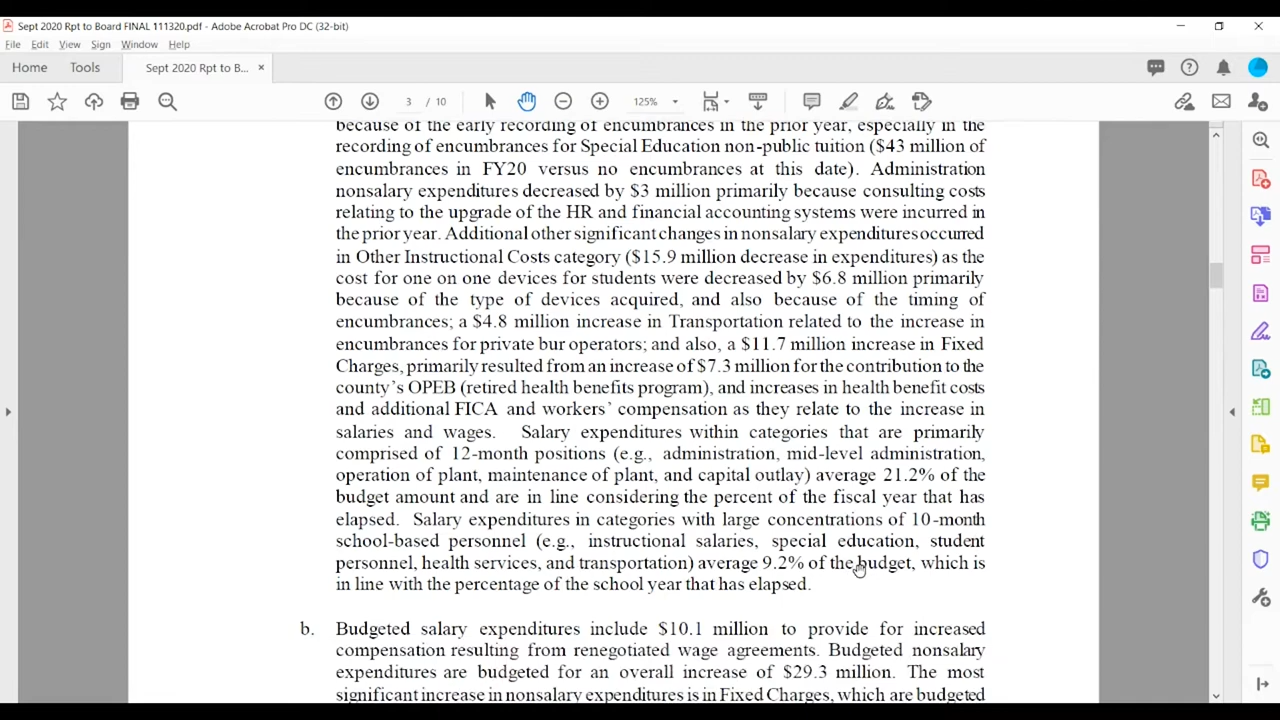 Sept 2020 Rpt to Board FINAL 111320.pdf - Adobe Acrobat Pro DC (32-bit)
File Edit View Sign Window Help
Home Tools Sept 2020 Rpt to B... ×
3 / 10 125%
because of the early recording of encumbrances in the prior year, especially in the
recording of encumbrances for Special Education non-public tuition ($43 million of
encumbrances in FY20 versus no encumbrances at this date). Administration
nonsalary expenditures decreased by $3 million primarily because consulting costs
relating to the upgrade of the HR and financial accounting systems were incurred in
the prior year. Additional other significant changes in nonsalary expenditures occurred
in Other Instructional Costs category ($15.9 million decrease in expenditures) as the
cost for one on one devices for students were decreased by $6.8 million primarily
because of the type of devices acquired, and also because of the timing of
encumbrances; a $4.8 million increase in Transportation related to the increase in
encumbrances for private bur operators; and also, a $11.7 million increase in Fixed
Charges, primarily resulted from an increase of $7.3 million for the contribution to the
county's OPEB (retired health benefits program), and increases in health benefit costs
and additional FICA and workers' compensation as they relate to the increase in
salaries and wages. Salary expenditures within categories that are primarily
comprised of 12-month positions (e.g., administration, mid-level administration,
operation of plant, maintenance of plant, and capital outlay) average 21.2% of the
budget amount and are in line considering the percent of the fiscal year that has
elapsed. Salary expenditures in categories with large concentrations of 10-month
school-based personnel (e.g., instructional salaries, special education, student
personnel, health services, and transportation) average 9.2% of the budget, which is
in line with the percentage of the school year that has elapsed.
b. Budgeted salary expenditures include $10.1 million to provide for increased
compensation resulting from renegotiated wage agreements. Budgeted nonsalary
expenditures are budgeted for an overall increase of $29.3 million. The most
significant increase in nonsalary expenditures is in Fixed Charges, which are budgeted